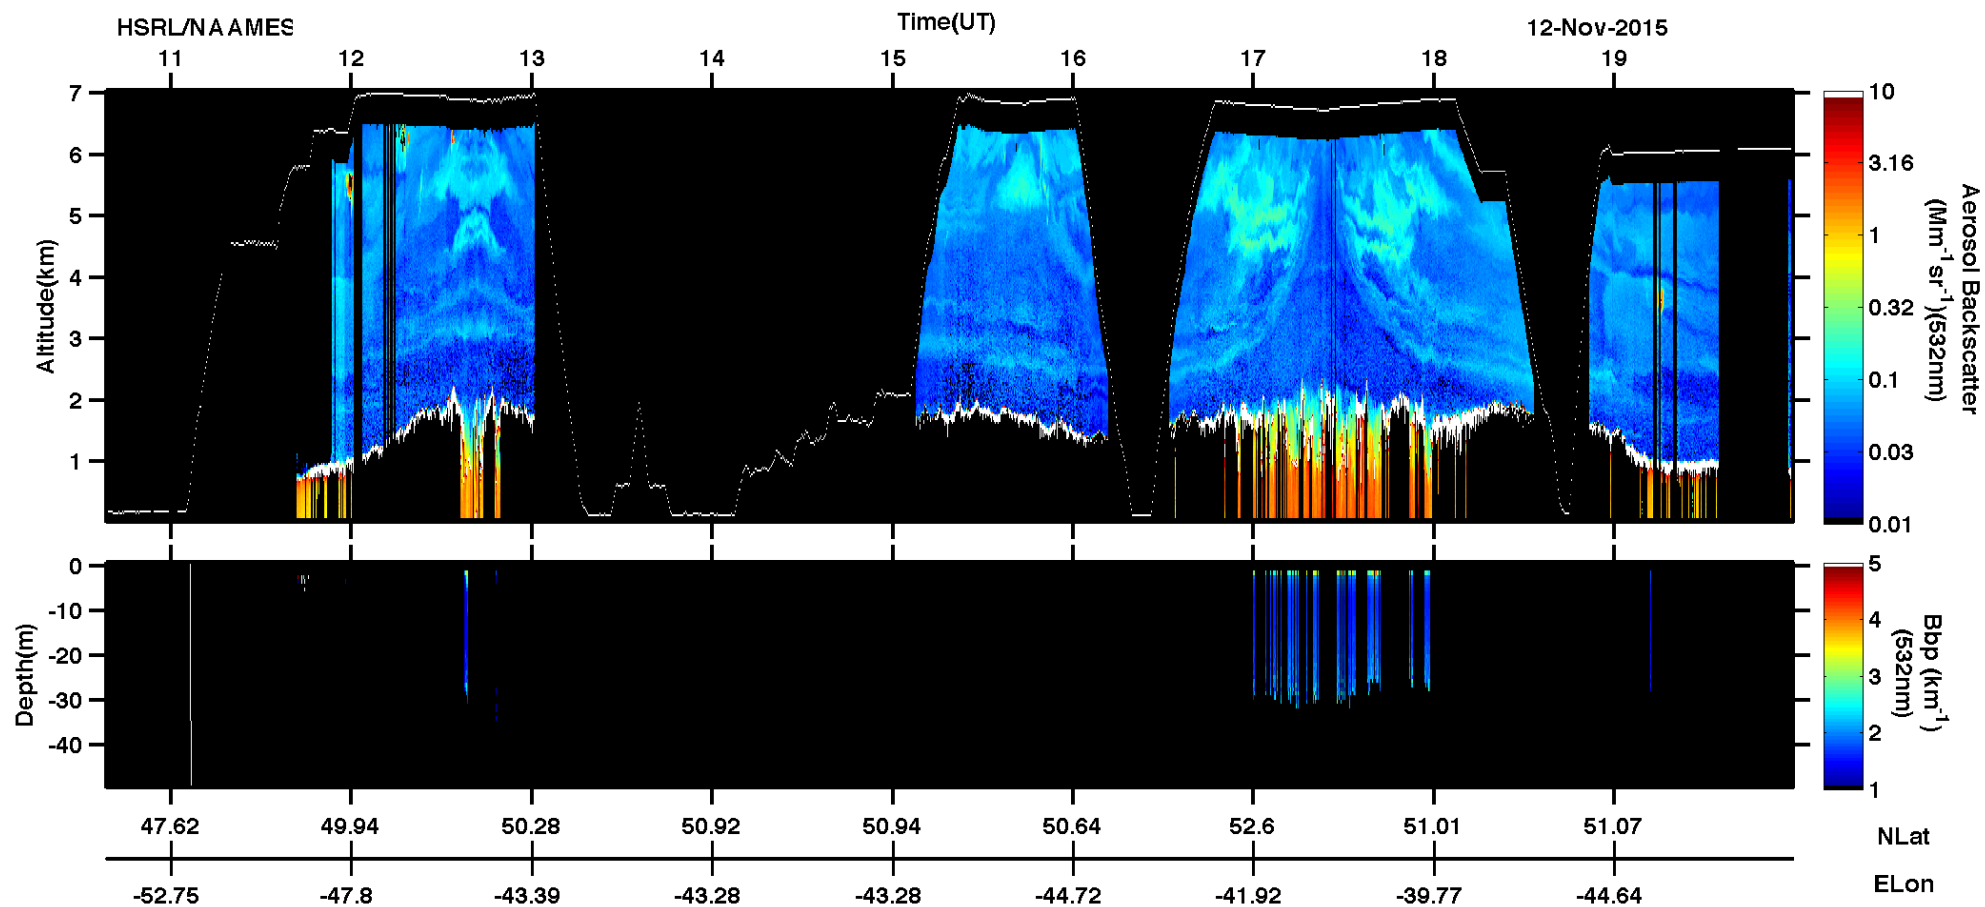 HSRL/NAAMES
Time(UT)
12-Nov-2015
11 12 13 14 15 16 17 18 19
Altitude(km)
7
6
5
4
3
2
1
10
3.16
1
0.32
0.1
0.03
0.01
Aerosol Backscatter
(Mm⁻¹ sr⁻¹)(532nm)
Depth(m)
0
-10
-20
-30
-40
5
4
3
2
1
Bbp (km⁻¹)
(532nm)
47.62 49.94 50.28 50.92 50.94 50.64 52.6 51.01 51.07
NLat
-52.75 -47.8 -43.39 -43.28 -43.28 -44.72 -41.92 -39.77 -44.64
ELon